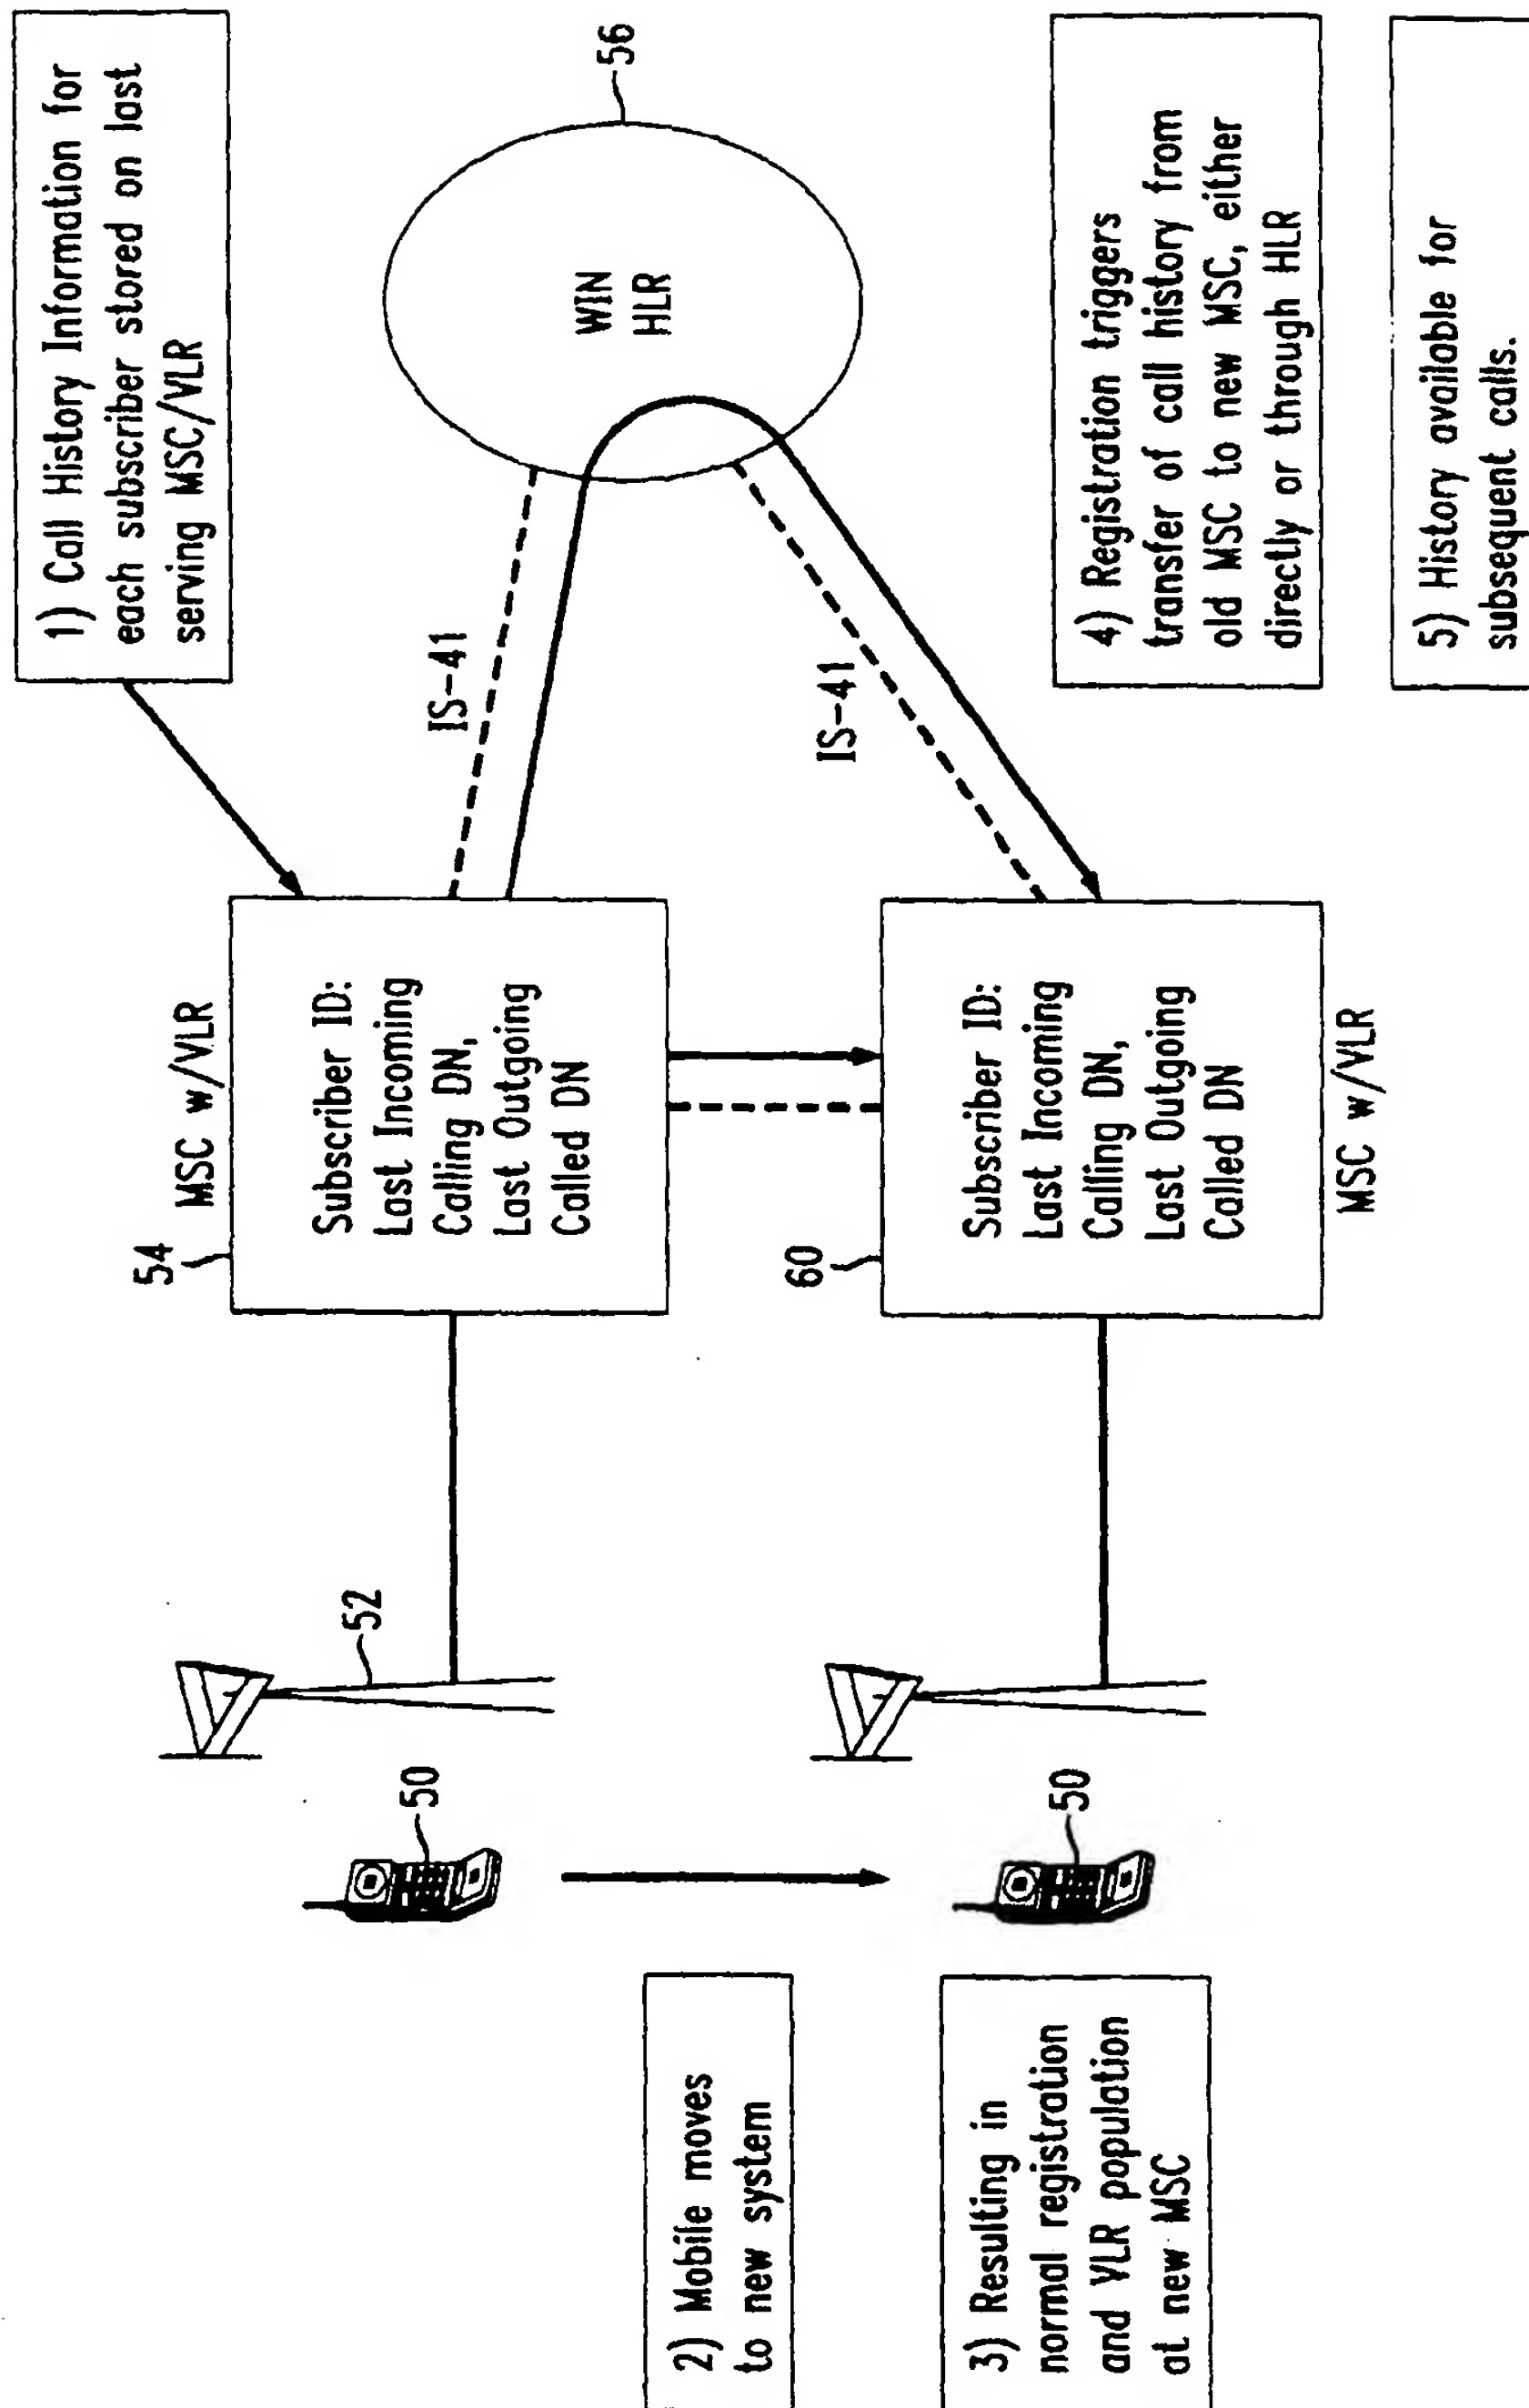 1) Call History Information for
each subscriber stored on last
serving MSC/VLR
56
WIN
HLR
IS-41
IS-41
54
MSC w/VLR
Subscriber ID:
Last Incoming
Calling DN,
Last Outgoing
Called DN
60
Subscriber ID:
Last Incoming
Calling DN,
Last Outgoing
Called DN
MSC w/VLR
52
50
50
2) Mobile moves
to new system
3) Resulting in
normal registration
and VLR population
at new MSC
4) Registration triggers
transfer of call history from
old MSC to new MSC, either
directly or through HLR
5) History available for
subsequent calls.